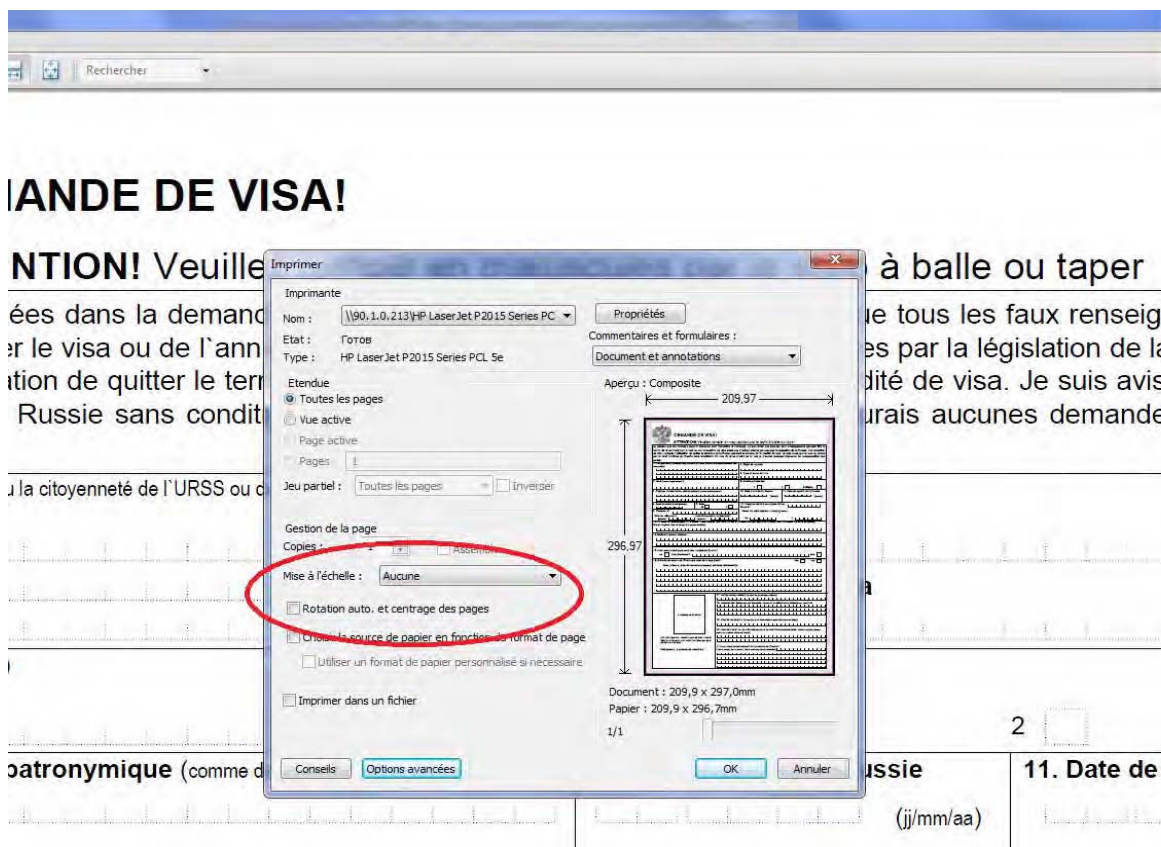 Rechercher
IANDE DE VISA!
NTION! Veuille
à balle ou taper
ées dans la demand
ue tous les faux renseig
er le visa ou de l`ann
es par la législation de la
ation de quitter le terr
dité de visa. Je suis avis
Russie sans condit
urais aucunes demande
u la citoyenneté de l`URSS ou d
Imprimer
Imprimante
Nom :
\\90.1.0.213\HP LaserJet P2015 Series PC
Propriétés
Etat :
Готов
Type :
HP LaserJet P2015 Series PCL 5e
Commentaires et formulaires :
Document et annotations
Etendue
Toutes les pages
Vue active
Page active
Pages
1
Jeu partiel :
Toutes les pages
Inverser
Gestion de la page
Copies :
1
Mise à l'échelle :
Aucune
Rotation auto. et centrage des pages
Choisir la source de papier en fonction du format de page
Utiliser un format de papier personnalisé si nécessaire
Imprimer dans un fichier
Aperçu : Composite
209,97
296,97
DEMANDE DE VISA!
Document : 209,9 x 297,0mm
Papier : 209,9 x 296,7mm
1/1
Conseils
Options avancées
OK
Annuler
a
2
patronymique (comme d
ussie
11. Date de
(jj/mm/aa)